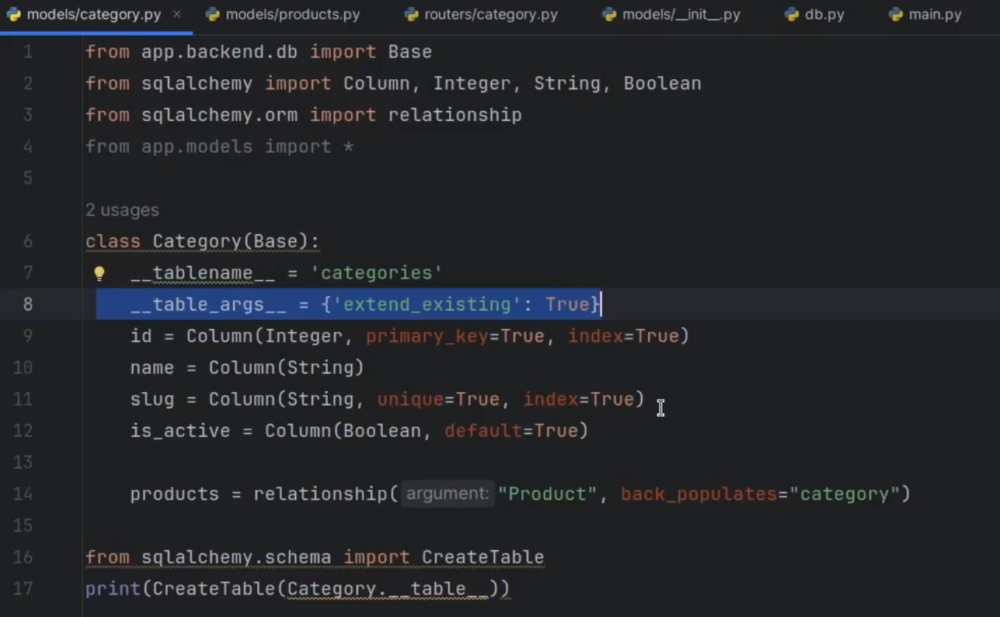 models/category.py × models/products.py routers/category.py models/__init__.py db.py main.py
1 from app.backend.db import Base
2 from sqlalchemy import Column, Integer, String, Boolean
3 from sqlalchemy.orm import relationship
4 from app.models import *
5
2 usages
6 class Category(Base):
7 __tablename__ = 'categories'
8 __table_args__ = {'extend_existing': True}
9 id = Column(Integer, primary_key=True, index=True)
10 name = Column(String)
11 slug = Column(String, unique=True, index=True)
12 is_active = Column(Boolean, default=True)
13
14 products = relationship( argument: "Product", back_populates="category")
15
16 from sqlalchemy.schema import CreateTable
17 print(CreateTable(Category.__table__))